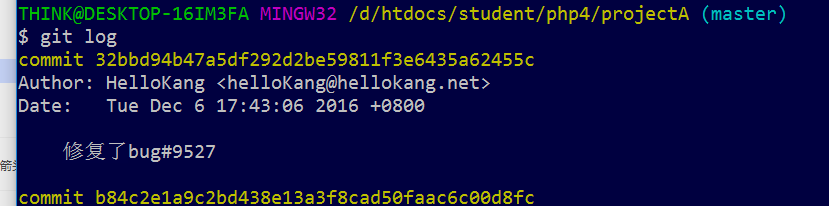 THINK@DESKTOP-16IM3FA MINGW32 /d/htdocs/student/php4/projectA (master)
$ git log
commit 32bbd94b47a5df292d2be59811f3e6435a62455c
Author: HelloKang <helloKang@hellokang.net>
Date:   Tue Dec 6 17:43:06 2016 +0800
修复了bug#9527
箭头
commit b84c2e1a9c2bd438e13a3f8cad50faac6c00d8fc